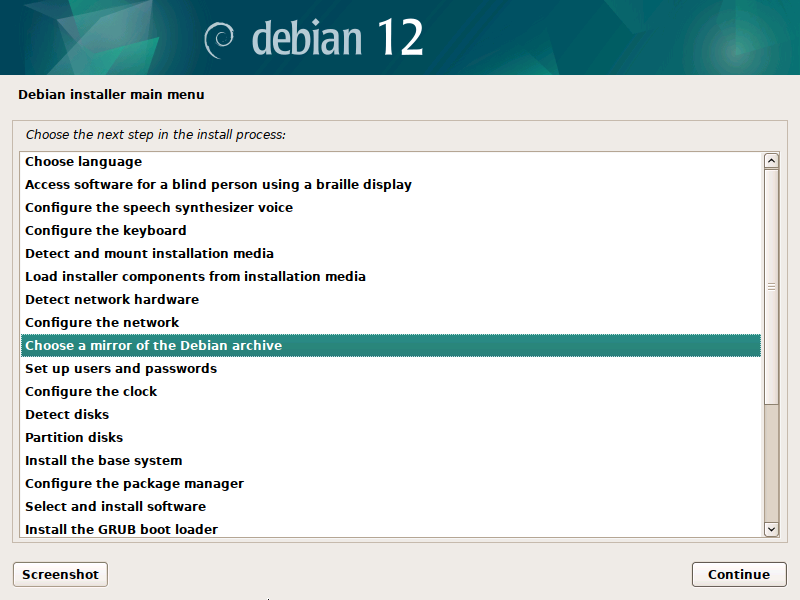 debian 12
Debian installer main menu
Choose the next step in the install process:
Choose language
Access software for a blind person using a braille display
Configure the speech synthesizer voice
Configure the keyboard
Detect and mount installation media
Load installer components from installation media
Detect network hardware
Configure the network
Choose a mirror of the Debian archive
Set up users and passwords
Configure the clock
Detect disks
Partition disks
Install the base system
Configure the package manager
Select and install software
Install the GRUB boot loader
Screenshot
Continue